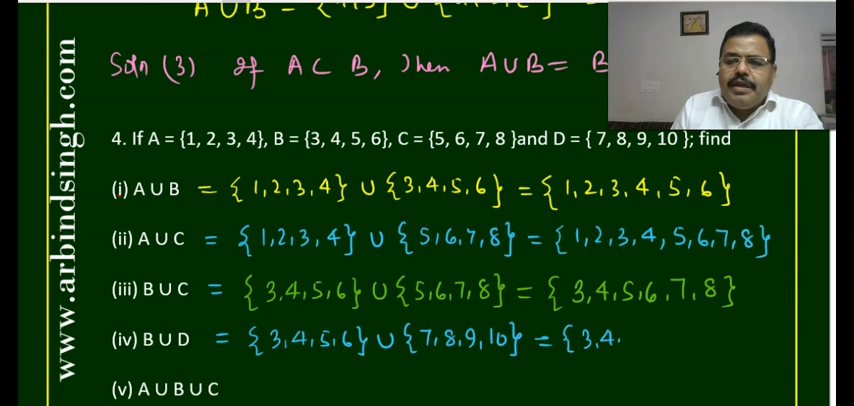 A ∪ B =
Soln (3) If A ⊂ B, Then A∪B = B
www.arbindsingh.com
4. If A = {1, 2, 3, 4}, B = {3, 4, 5, 6}, C = {5, 6, 7, 8 }and D = { 7, 8, 9, 10 }; find
(i) A U B = {1,2,3,4} ∪ {3,4,5,6} = {1,2,3,4,5,6}
(ii) A U C = {1,2,3,4} ∪ {5,6,7,8} = {1,2,3,4,5,6,7,8}
(iii) B U C = {3,4,5,6} ∪ {5,6,7,8} = {3,4,5,6,7,8}
(iv) B U D = {3,4,5,6} ∪ {7,8,9,10} = {3,4,
(v) A U B U C